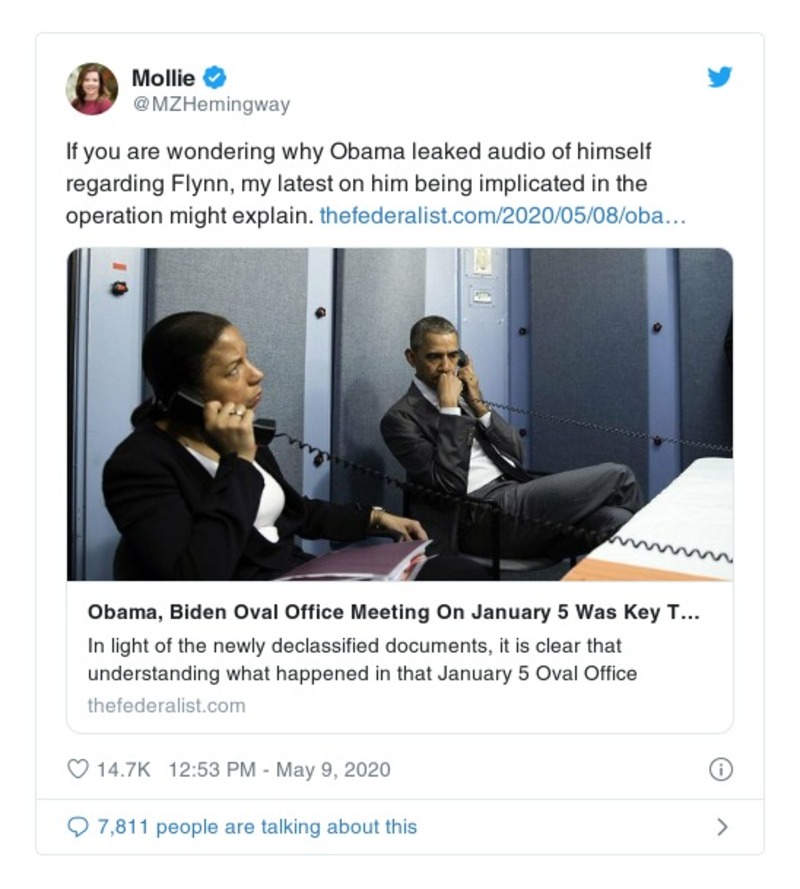 Mollie
@MZHemingway
If you are wondering why Obama leaked audio of himself
regarding Flynn, my latest on him being implicated in the
operation might explain. thefederalist.com/2020/05/08/oba…
Obama, Biden Oval Office Meeting On January 5 Was Key T…
In light of the newly declassified documents, it is clear that
understanding what happened in that January 5 Oval Office
thefederalist.com
14.7K 12:53 PM - May 9, 2020
7,811 people are talking about this